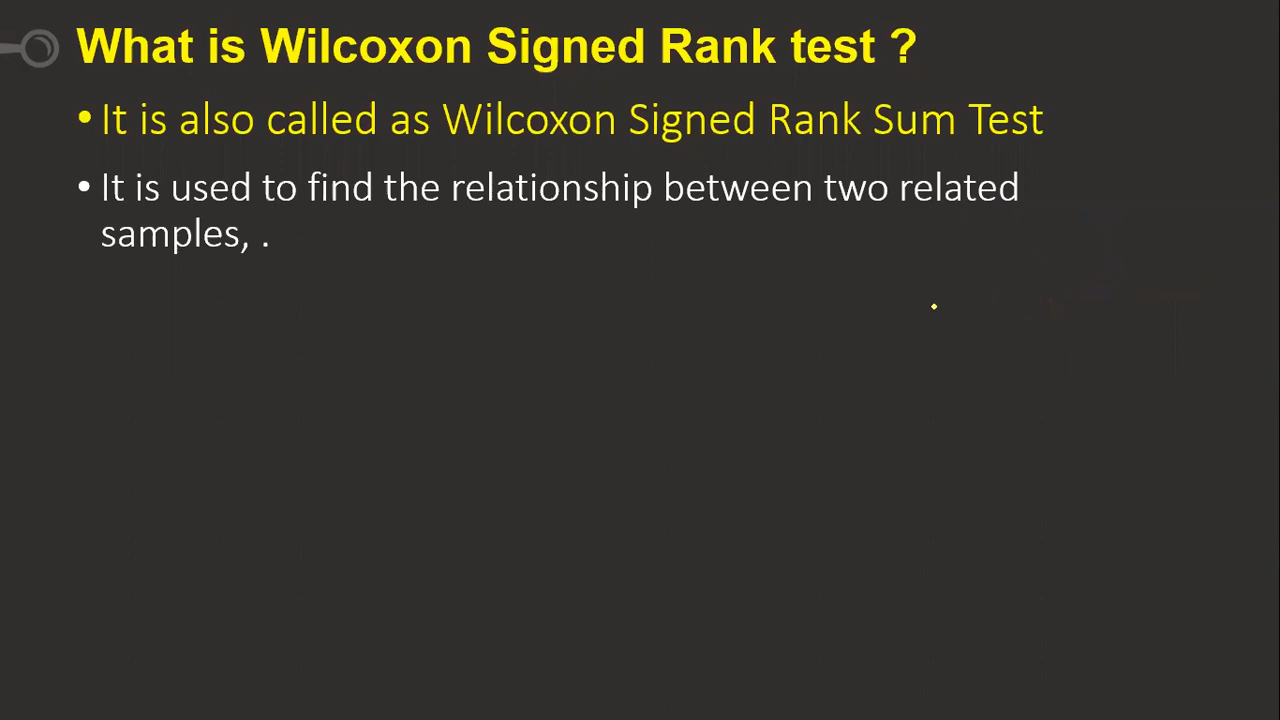 What is Wilcoxon Signed Rank test ?
• It is also called as Wilcoxon Signed Rank Sum Test
• It is used to find the relationship between two related
samples, .